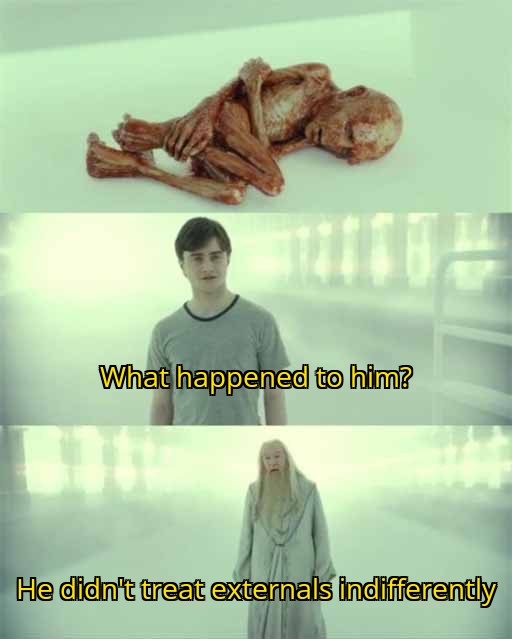 What happened to him?
He didn't treat externals indifferently